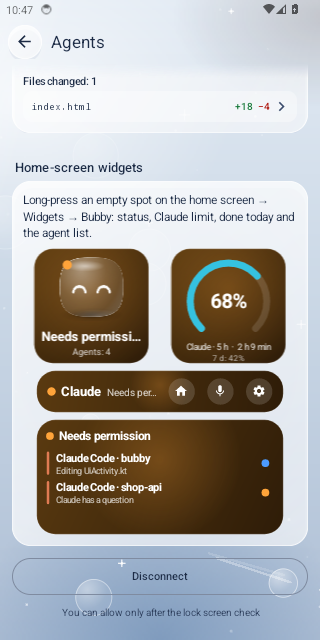 10:47
Agents
Files changed: 1
index.html +18 −4
Home-screen widgets
Long-press an empty spot on the home screen →
Widgets → Bubby: status, Claude limit, done today and
the agent list.
Needs permissi...
Agents: 4
68%
Claude · 5 h · 2 h 9 min
7 d: 42%
Claude Needs per...
Needs permission
Claude Code · bubby
Editing UiActivity.kt
Claude Code · shop-api
Claude has a question
Disconnect
You can allow only after the lock screen check